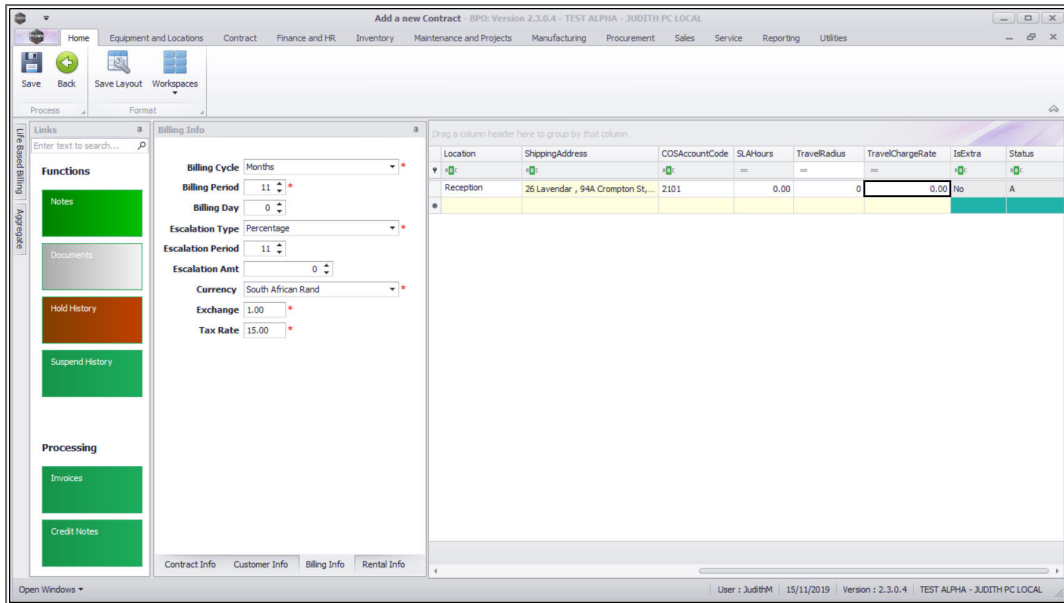 Add a new Contract - BPO: Version 2.3.0.4 - TEST ALPHA - JUDITH PC LOCAL
Home Equipment and Locations Contract Finance and HR Inventory Maintenance and Projects Manufacturing Procurement Sales Service Reporting Utilities
Save Back Save Layout Workspaces
Process Format
Life Based Billing
Aggregate
Links
Enter text to search...
Functions
Notes
Documents
Hold History
Suspend History
Processing
Invoices
Credit Notes
Billing Info
Billing Cycle Months *
Billing Period 11 *
Billing Day 0
Escalation Type Percentage *
Escalation Period 11
Escalation Amt 0
Currency South African Rand *
Exchange 1.00 *
Tax Rate 15.00 *
Contract Info Customer Info Billing Info Rental Info
Drag a column header here to group by that column
Location ShippingAddress COSAccountCode SLAHours TravelRadius TravelChargeRate IsExtra Status
Reception 26 Lavendar , 94A Crompton St,... 2101 0.00 0 0.00 No A
Open Windows User : JudithM 15/11/2019 Version : 2.3.0.4 TEST ALPHA - JUDITH PC LOCAL